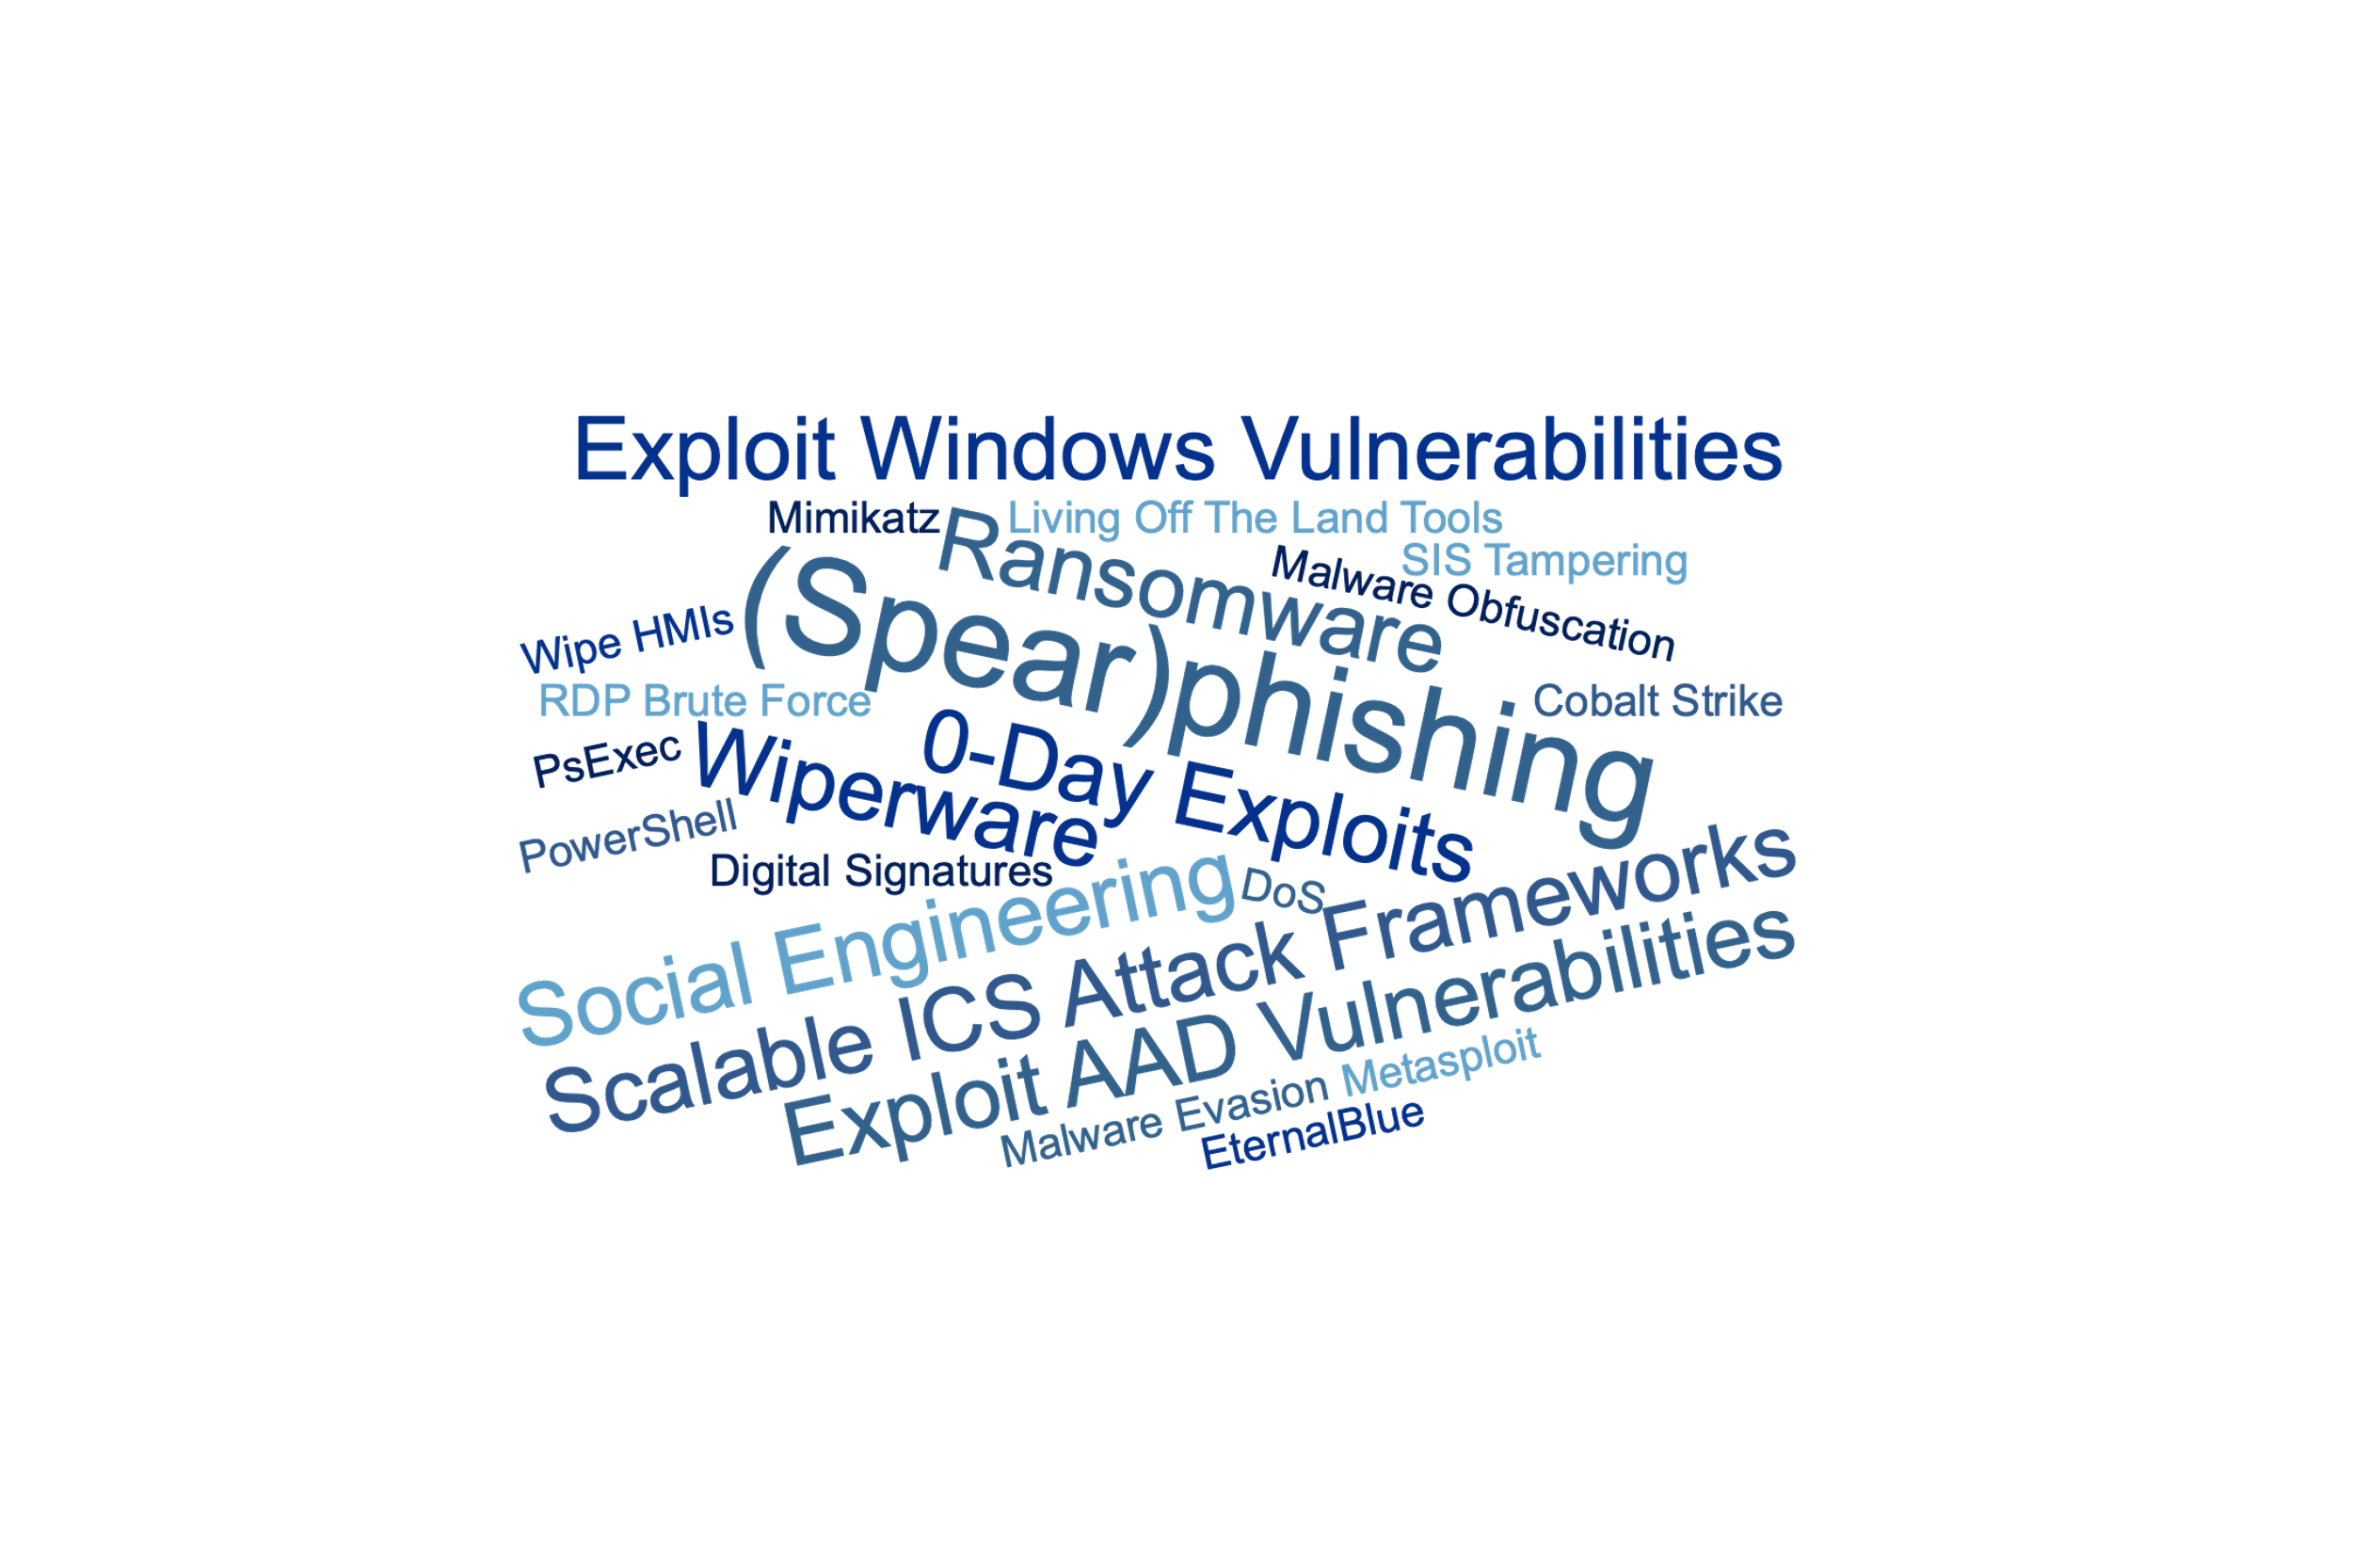 Exploit Windows Vulnerabilities
Mimikatz
Living Off The Land Tools
Ransomware
SIS Tampering
Malware Obfuscation
(Spear)phishing
Wipe HMIs
RDP Brute Force
Cobalt Strike
PsExec
Wiperware
0-Day Exploits
PowerShell
Digital Signatures
DoS
Social Engineering
Scalable ICS Attack Frameworks
Exploit AAD Vulnerabilities
Malware Evasion
Metasploit
EternalBlue